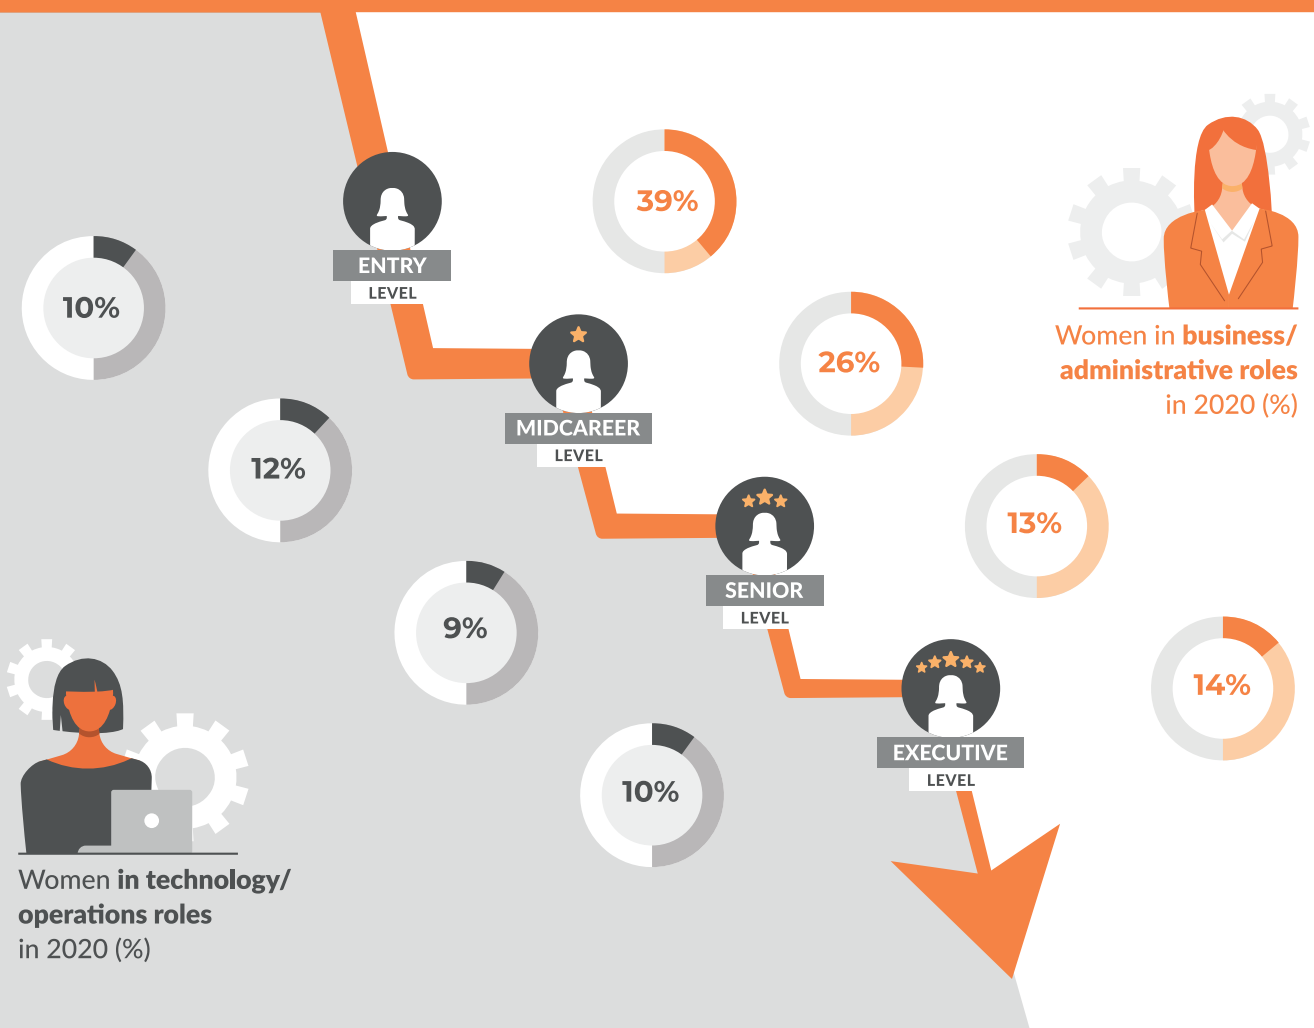 39%
ENTRY
LEVEL
10%
Women in business/
administrative roles
in 2020 (%)
26%
MIDCAREER
LEVEL
12%
13%
SENIOR
LEVEL
9%
14%
EXECUTIVE
LEVEL
10%
Women in technology/
operations roles
in 2020 (%)